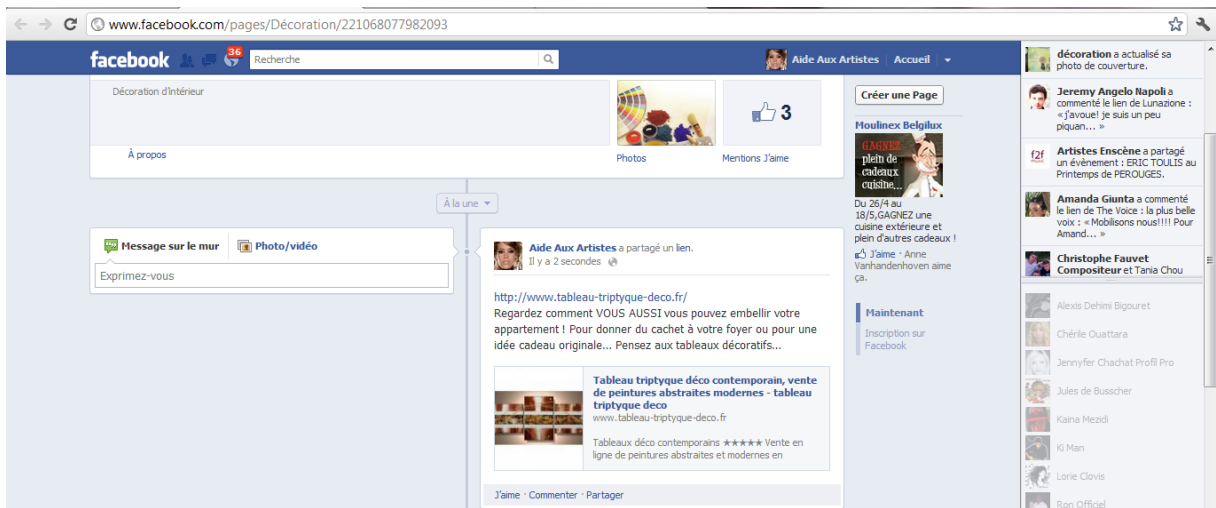 www.facebook.com/pages/Décoration/221068077982093
facebook
36
Recherche
Aide Aux Artistes
Accueil
Décoration d'intérieur
À propos
Photos
3
Mentions J'aime
À la une
Message sur le mur
Photo/vidéo
Exprimez-vous
Aide Aux Artistes a partagé un lien.
Il y a 2 secondes
http://www.tableau-triptyque-deco.fr/
Regardez comment VOUS AUSSI vous pouvez embellir votre
appartement ! Pour donner du cachet à votre foyer ou pour une
idée cadeau originale... Pensez aux tableaux décoratifs...
Tableau triptyque déco contemporain, vente
de peintures abstraites modernes - tableau
triptyque deco
www.tableau-triptyque-deco.fr
Tableaux déco contemporains ★★★★★ Vente en
ligne de peintures abstraites et modernes en
J'aime · Commenter · Partager
Créer une Page
Moulinex Belgilux
GAGNEZ
plein de
cadeaux
cuisine...
Du 26/4 au
18/5,GAGNEZ une
cuisine extérieure et
plein d'autres cadeaux !
J'aime · Anne
Vanhandenhoven aime
ça.
Maintenant
Inscription sur
Facebook
décoration a actualisé sa
photo de couverture.
Jeremy Angelo Napoli a
commenté le lien de Lunazione :
« j'avoue! je suis un peu
piquan... »
f2f
Artistes Enscène a partagé
un évènement : ERIC TOULIS au
Printemps de PEROUGES.
Amanda Giunta a commenté
le lien de The Voice : la plus belle
voix : « Mobilisons nous!!!! Pour
Amand... »
Christophe Fauvet
Compositeur et Tania Chou
Alexis Dehimi Bigouret
Chérile Ouattara
Jennyfer Chachat Profil Pro
Jules de Busscher
Kaina Mezidi
Ki Man
Lorie Clovis
Ron Officiel